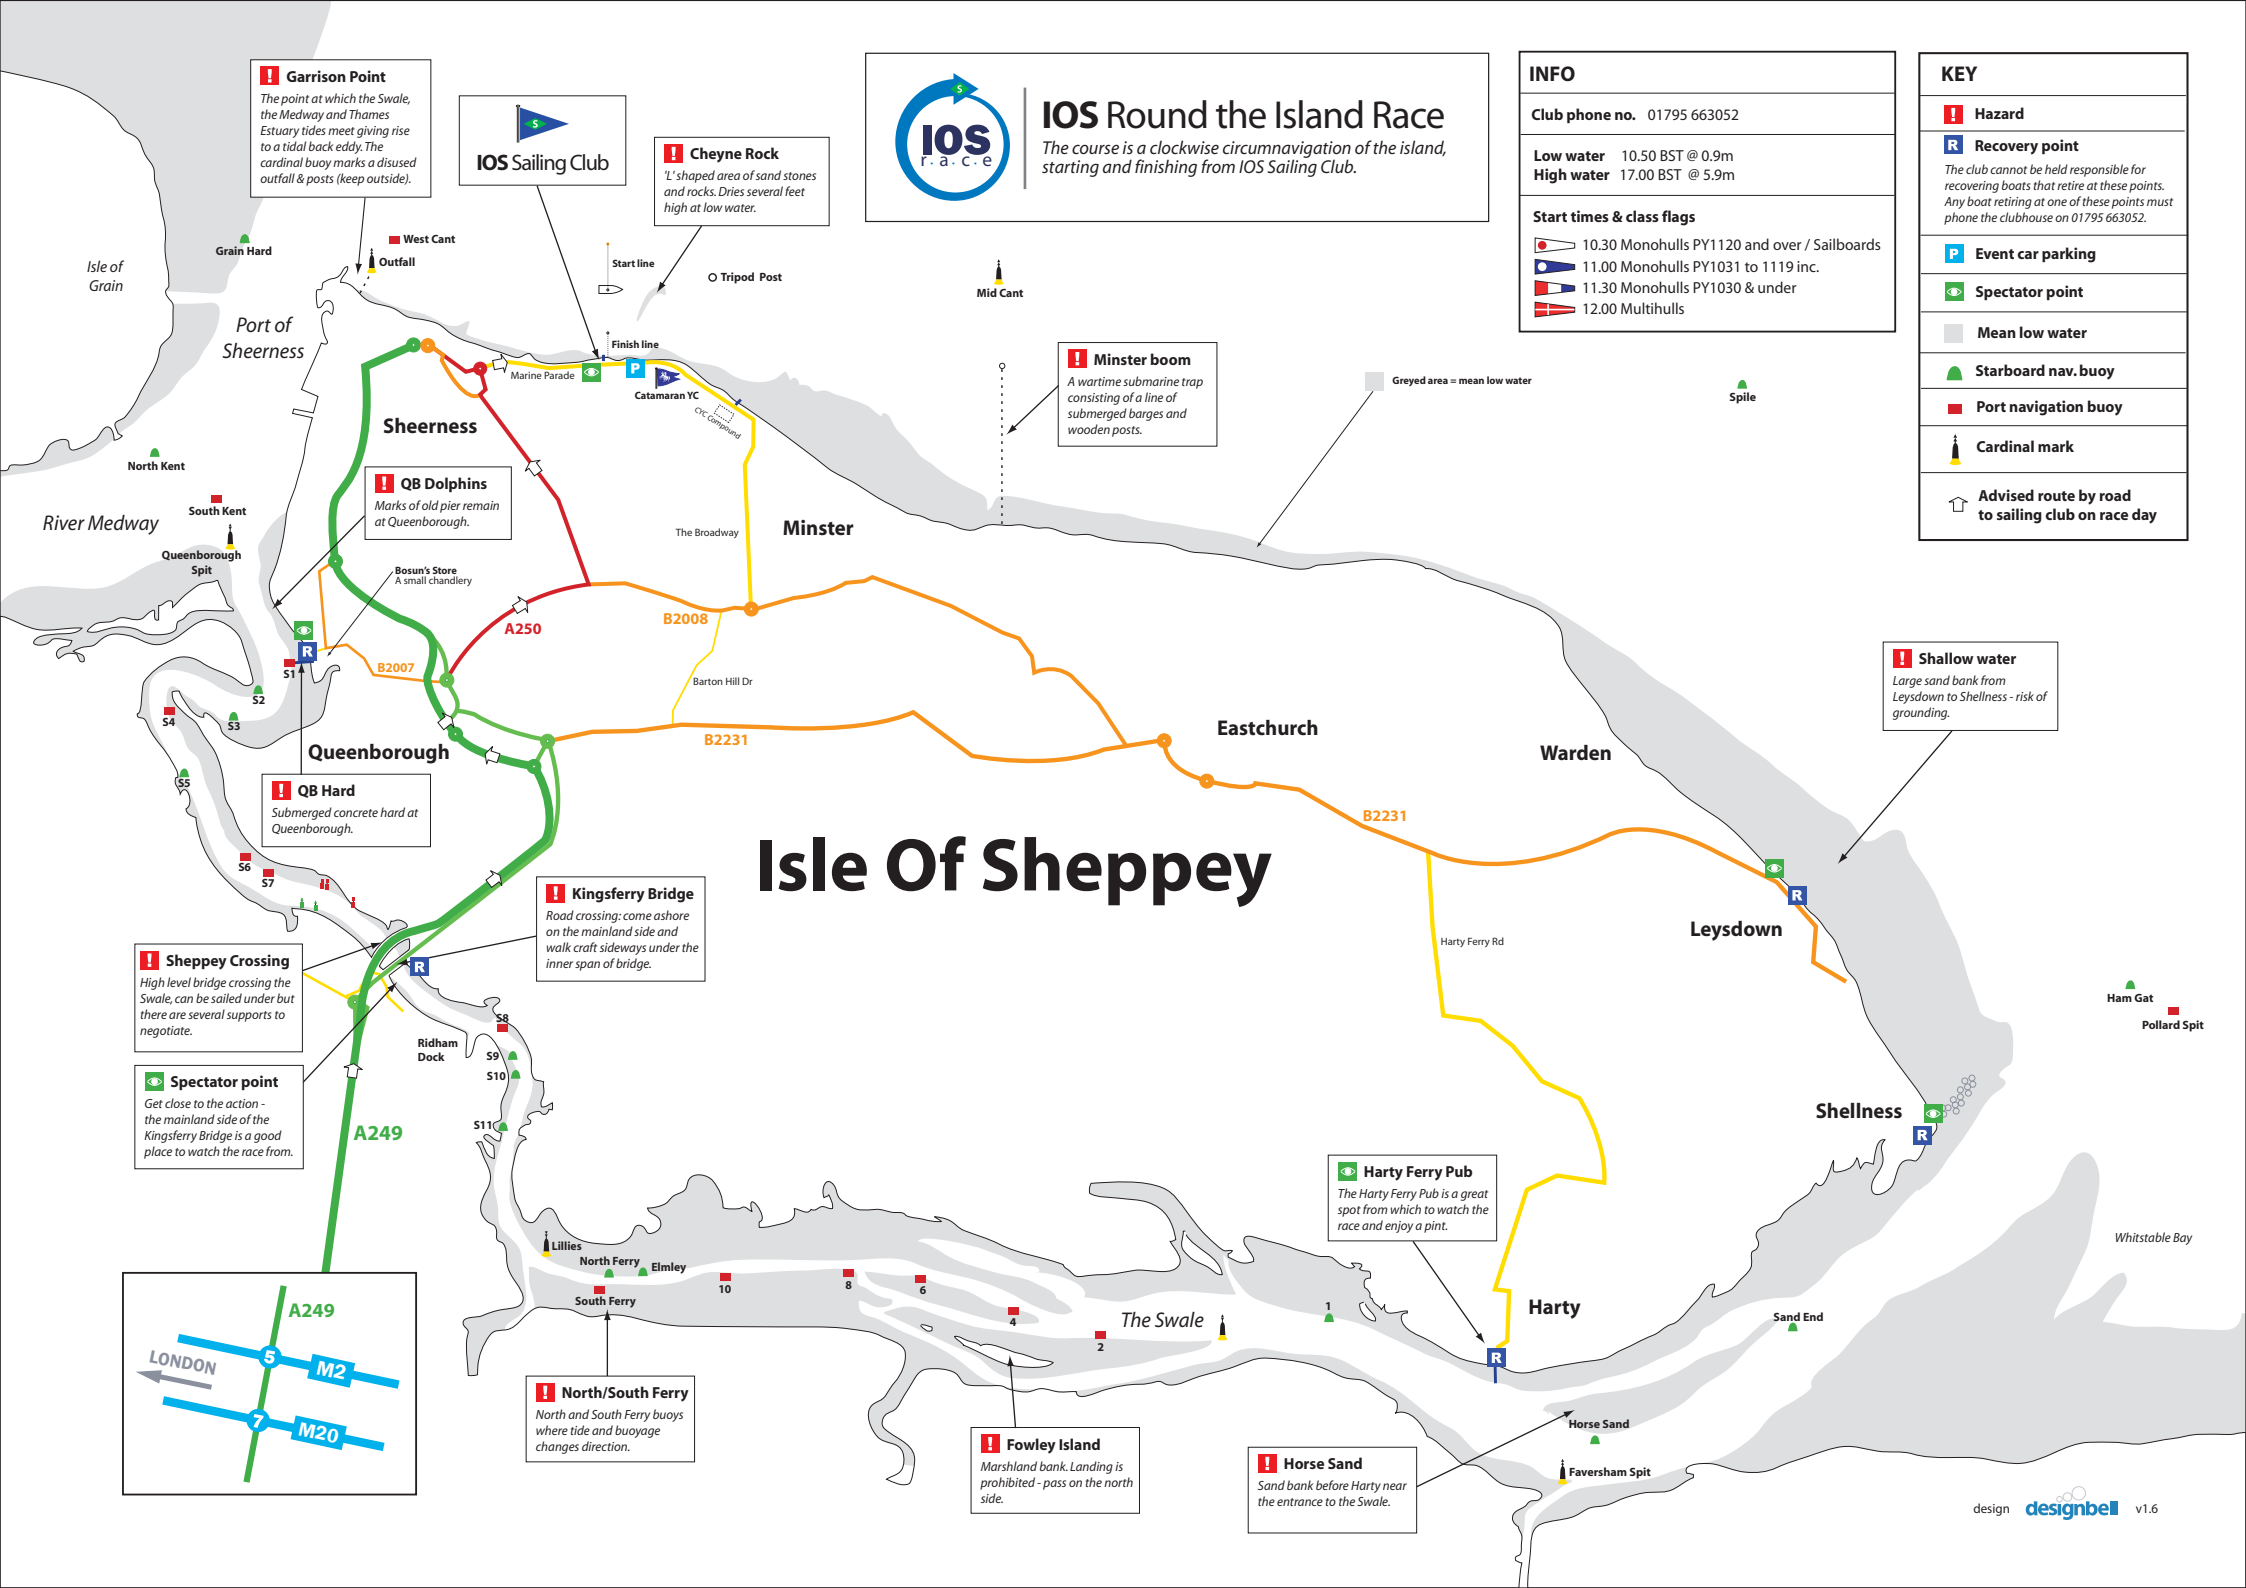 ! Garrison Point
The point at which the Swale,
the Medway and Thames
Estuary tides meet giving rise
to a tidal back eddy. The
cardinal buoy marks a disused
outfall & posts (keep outside).
S
IOS Sailing Club
! Cheyne Rock
'L' shaped area of sand stones
and rocks. Dries several feet
high at low water.
S
IOS
r.a.c.e
IOS Round the Island Race
The course is a clockwise circumnavigation of the island,
starting and finishing from IOS Sailing Club.
INFO
Club phone no. 01795 663052
Low water 10.50 BST @ 0.9m
High water 17.00 BST @ 5.9m
Start times & class flags
10.30 Monohulls PY1120 and over / Sailboards
11.00 Monohulls PY1031 to 1119 inc.
11.30 Monohulls PY1030 & under
12.00 Multihulls
KEY
! Hazard
R Recovery point
The club cannot be held responsible for
recovering boats that retire at these points.
Any boat retiring at one of these points must
phone the clubhouse on 01795 663052.
P Event car parking
Spectator point
Mean low water
Starboard nav. buoy
Port navigation buoy
Cardinal mark
Advised route by road
to sailing club on race day
Grain Hard
West Cant
Outfall
Isle of
Grain
Start line
Tripod Post
Mid Cant
Port of
Sheerness
Finish line
Marine Parade
P
Catamaran YC
CYC Compound
! Minster boom
A wartime submarine trap
consisting of a line of
submerged barges and
wooden posts.
Greyed area = mean low water
Spile
Sheerness
North Kent
South Kent
River Medway
Queenborough
Spit
! QB Dolphins
Marks of old pier remain
at Queenborough.
Bosun's Store
A small chandlery
The Broadway
Minster
A250
B2008
R
S1
B2007
Barton Hill Dr
S2
S3
S4
S5
Queenborough
B2231
Eastchurch
Warden
! Shallow water
Large sand bank from
Leysdown to Shellness - risk of
grounding.
! QB Hard
Submerged concrete hard at
Queenborough.
B2231
Isle Of Sheppey
S6
S7
! Kingsferry Bridge
Road crossing: come ashore
on the mainland side and
walk craft sideways under the
inner span of bridge.
R
Leysdown
Harty Ferry Rd
! Sheppey Crossing
High level bridge crossing the
Swale, can be sailed under but
there are several supports to
negotiate.
R
Ham Gat
Pollard Spit
Ridham
Dock
S8
S9
S10
S11
Spectator point
Get close to the action -
the mainland side of the
Kingsferry Bridge is a good
place to watch the race from.
A249
Shellness
R
Harty Ferry Pub
The Harty Ferry Pub is a great
spot from which to watch the
race and enjoy a pint.
Whitstable Bay
Lillies
North Ferry
Elmley
South Ferry
10
8
6
4
2
The Swale
1
Harty
R
Sand End
A249
LONDON
5
M2
7
M20
! North/South Ferry
North and South Ferry buoys
where tide and buoyage
changes direction.
! Fowley Island
Marshland bank. Landing is
prohibited - pass on the north
side.
! Horse Sand
Sand bank before Harty near
the entrance to the Swale.
Horse Sand
Faversham Spit
design designbell v1.6